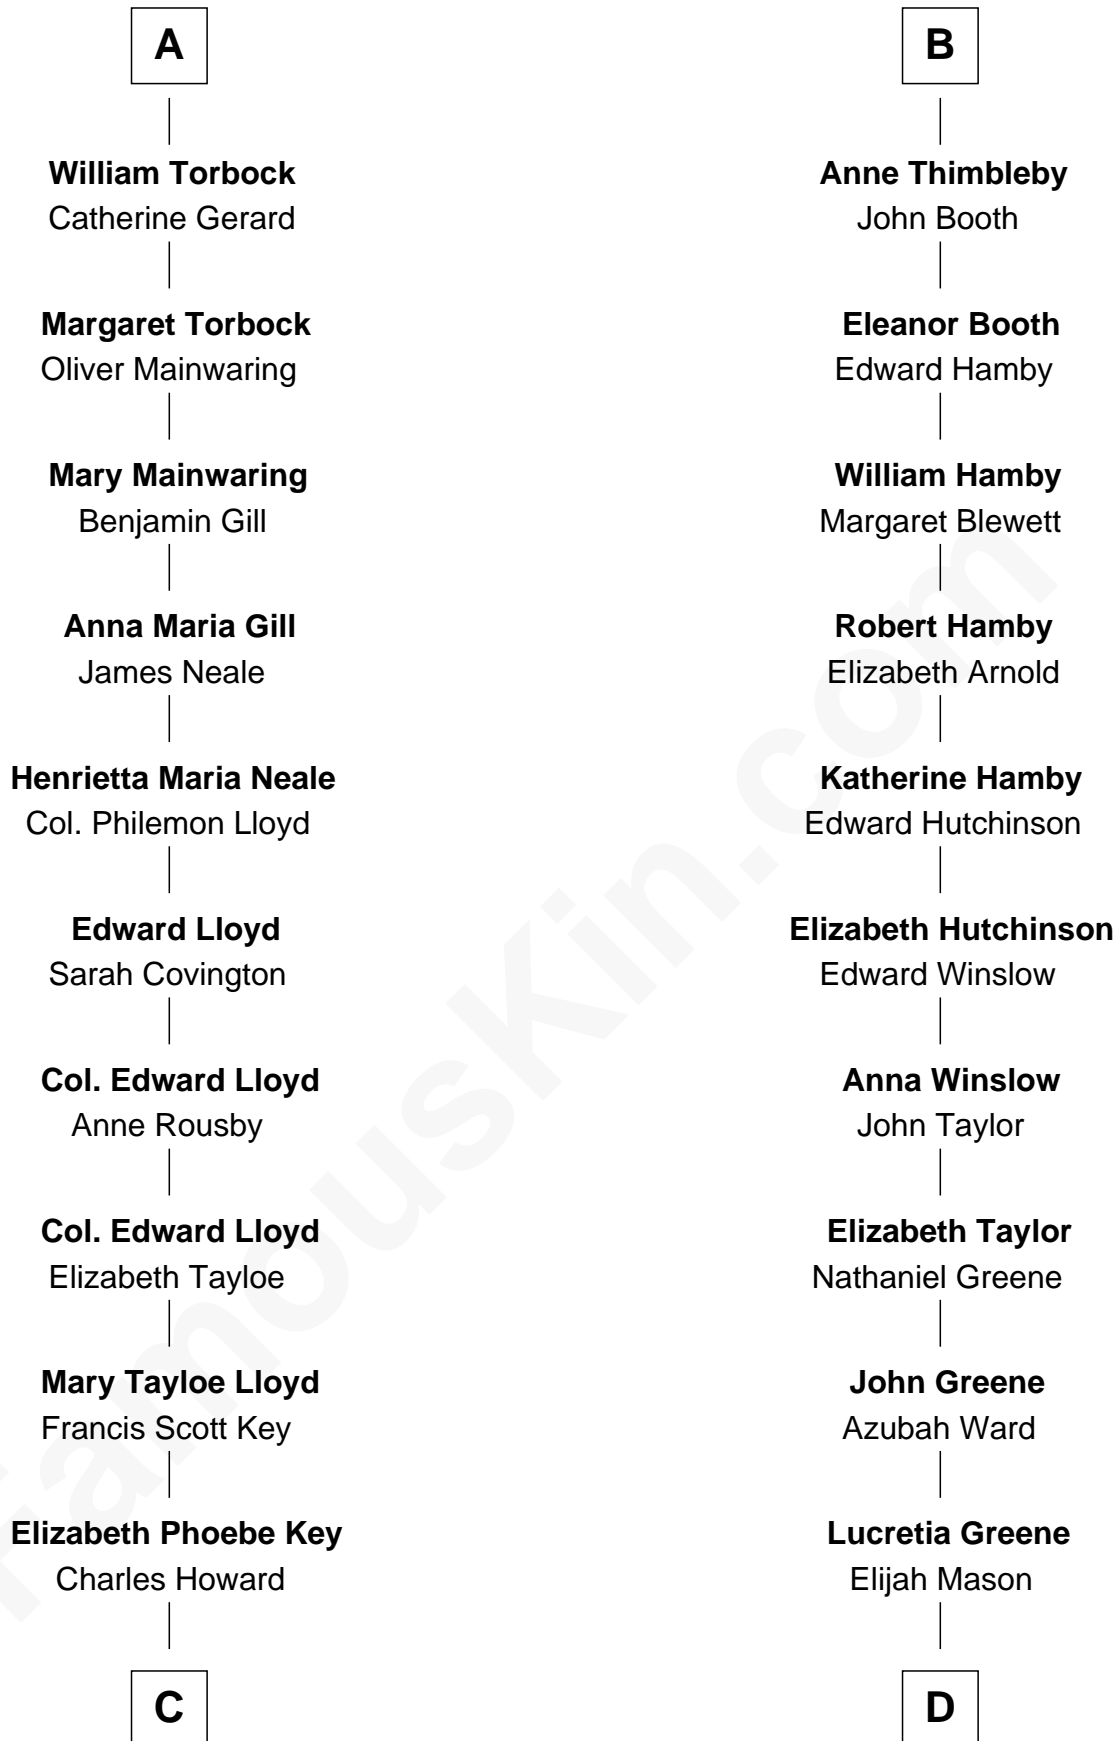 A
William Torbock
Catherine Gerard
Margaret Torbock
Oliver Mainwaring
Mary Mainwaring
Benjamin Gill
Anna Maria Gill
James Neale
Henrietta Maria Neale
Col. Philemon Lloyd
Edward Lloyd
Sarah Covington
Col. Edward Lloyd
Anne Rousby
Col. Edward Lloyd
Elizabeth Tayloe
Mary Tayloe Lloyd
Francis Scott Key
Elizabeth Phoebe Key
Charles Howard
C
B
Anne Thimbleby
John Booth
Eleanor Booth
Edward Hamby
William Hamby
Margaret Blewett
Robert Hamby
Elizabeth Arnold
Katherine Hamby
Edward Hutchinson
Elizabeth Hutchinson
Edward Winslow
Anna Winslow
John Taylor
Elizabeth Taylor
Nathaniel Greene
John Greene
Azubah Ward
Lucretia Greene
Elijah Mason
D
FamousKin.com